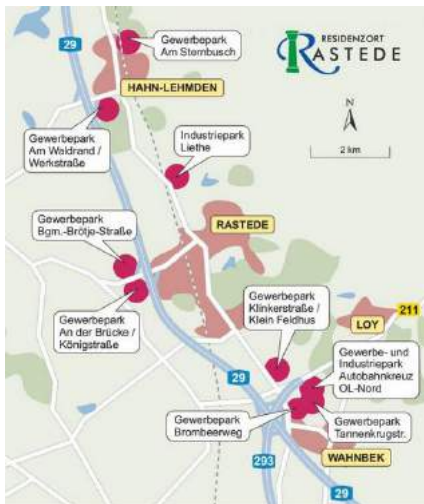 RESIDENZORT
RASTEDE
29
Gewerbepark
Am Sternbusch
HAHN-LEHMDEN
N
2 km
Gewerbepark
Am Waldrand /
Werkstraße
Industriepark
Liethe
RASTEDE
Gewerbepark
Bgm.-Brötje-Straße
Gewerbepark
An der Brücke /
Königstraße
Gewerbepark
Klinkerstraße /
Klein Feldhus
211
LOY
29
Gewerbe- und
Industriepark
Autobahnkreuz
OL-Nord
Gewerbepark
Brombeerweg
Gewerbepark
Tannenkrugstr.
WAHNBEK
293
29